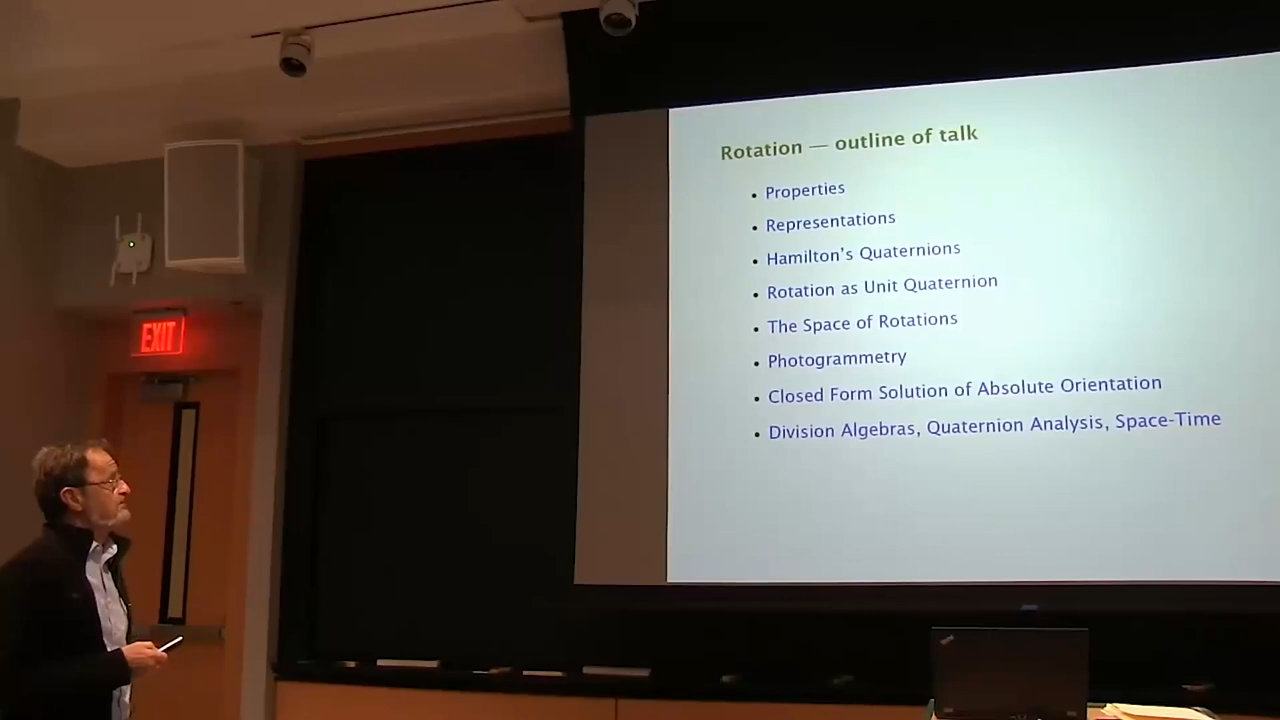 Rotation — outline of talk
• Properties
• Representations
• Hamilton's Quaternions
• Rotation as Unit Quaternion
• The Space of Rotations
• Photogrammetry
• Closed Form Solution of Absolute Orientation
• Division Algebras, Quaternion Analysis, Space-Time
EXIT